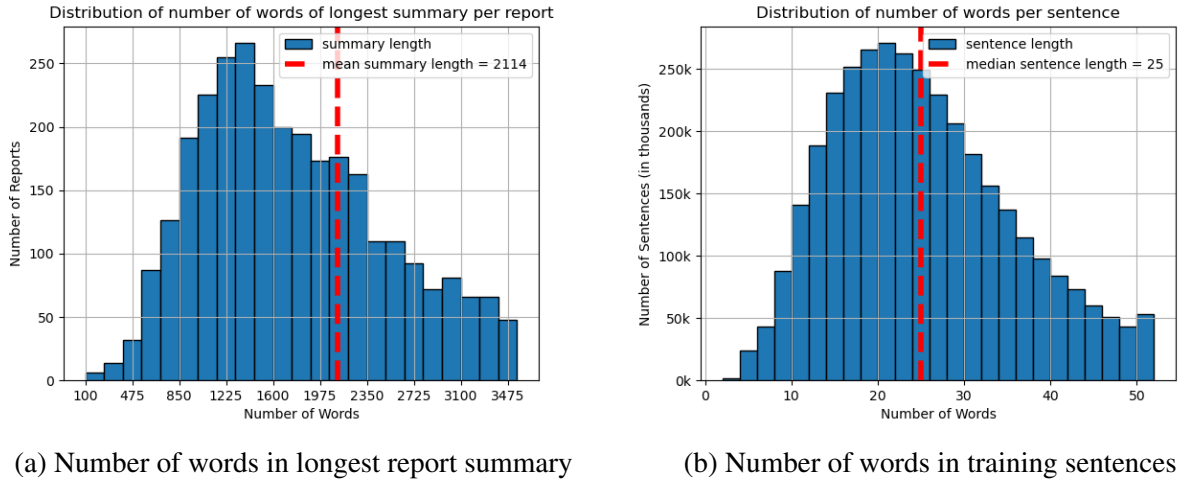 Distribution of number of words of longest summary per report
summary length
mean summary length = 2114
Number of Reports
250
200
150
100
50
0
100 475 850 1225 1600 1975 2350 2725 3100 3475
Number of Words
(a) Number of words in longest report summary
Distribution of number of words per sentence
sentence length
median sentence length = 25
Number of Sentences (in thousands)
250k
200k
150k
100k
50k
0k
0 10 20 30 40 50
Number of Words
(b) Number of words in training sentences